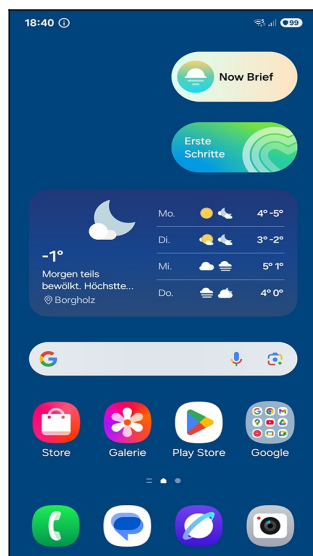 18:40
99
Now Brief
Erste
Schritte
Mo. 4° -5°
Di. 3° -2°
-1°
Mi. 5° 1°
Morgen teils
bewölkt. Höchstte...
Do. 4° 0°
Borgholz
Store Galerie Play Store Google